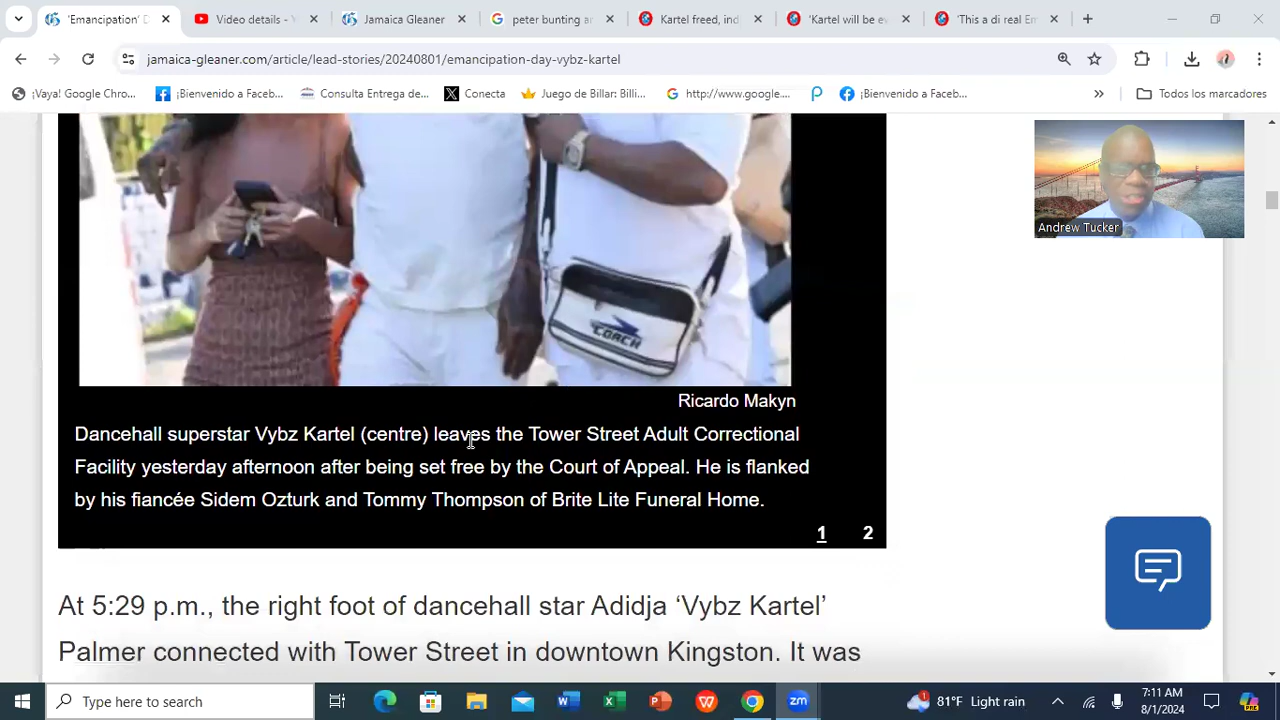 'Emancipation' D
Video details - Y
Jamaica Gleaner
peter bunting ar
Kartel freed, ind
'Kartel will be ev
'This a di real Em
jamaica-gleaner.com/article/lead-stories/20240801/emancipation-day-vybz-kartel
¡Vaya! Google Chro...
¡Bienvenido a Faceb...
Consulta Entrega de...
Conecta
Juego de Billar: Billi...
http://www.google....
¡Bienvenido a Faceb...
»
Todos los marcadores
COACH
Andrew Tucker
Ricardo Makyn
Dancehall superstar Vybz Kartel (centre) leaves the Tower Street Adult Correctional
Facility yesterday afternoon after being set free by the Court of Appeal. He is flanked
by his fiancée Sidem Ozturk and Tommy Thompson of Brite Lite Funeral Home.
1 2
At 5:29 p.m., the right foot of dancehall star Adidja ‘Vybz Kartel’
Palmer connected with Tower Street in downtown Kingston. It was
Type here to search
zm
1
81°F Light rain
7:11 AM
8/1/2024